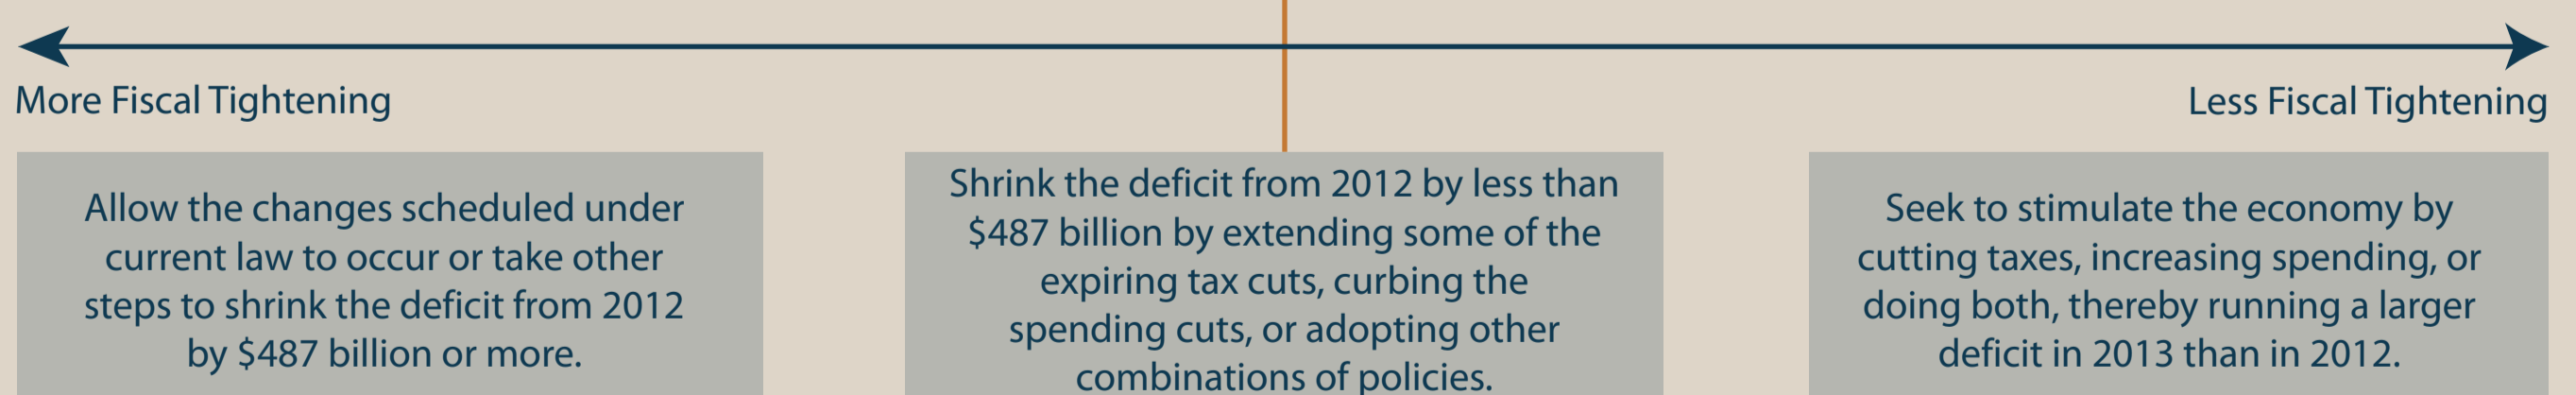 More Fiscal Tightening
Less Fiscal Tightening
Allow the changes scheduled under
current law to occur or take other
steps to shrink the deficit from 2012
by $487 billion or more.
Shrink the deficit from 2012 by less than
$487 billion by extending some of the
expiring tax cuts, curbing the
spending cuts, or adopting other
combinations of policies.
Seek to stimulate the economy by
cutting taxes, increasing spending, or
doing both, thereby running a larger
deficit in 2013 than in 2012.